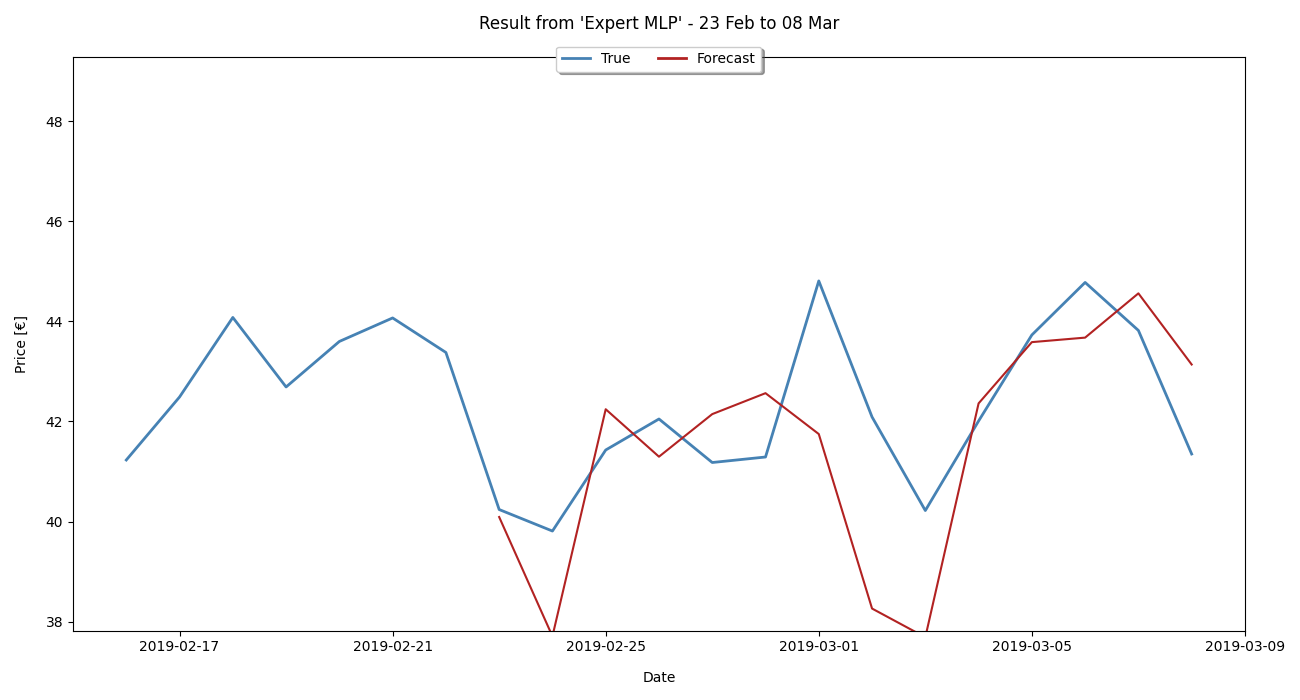 Result from 'Expert MLP' - 23 Feb to 08 Mar
True Forecast
48
46
44
42
40
38
Price [€]
2019-02-17 2019-02-21 2019-02-25 2019-03-01 2019-03-05 2019-03-09
Date